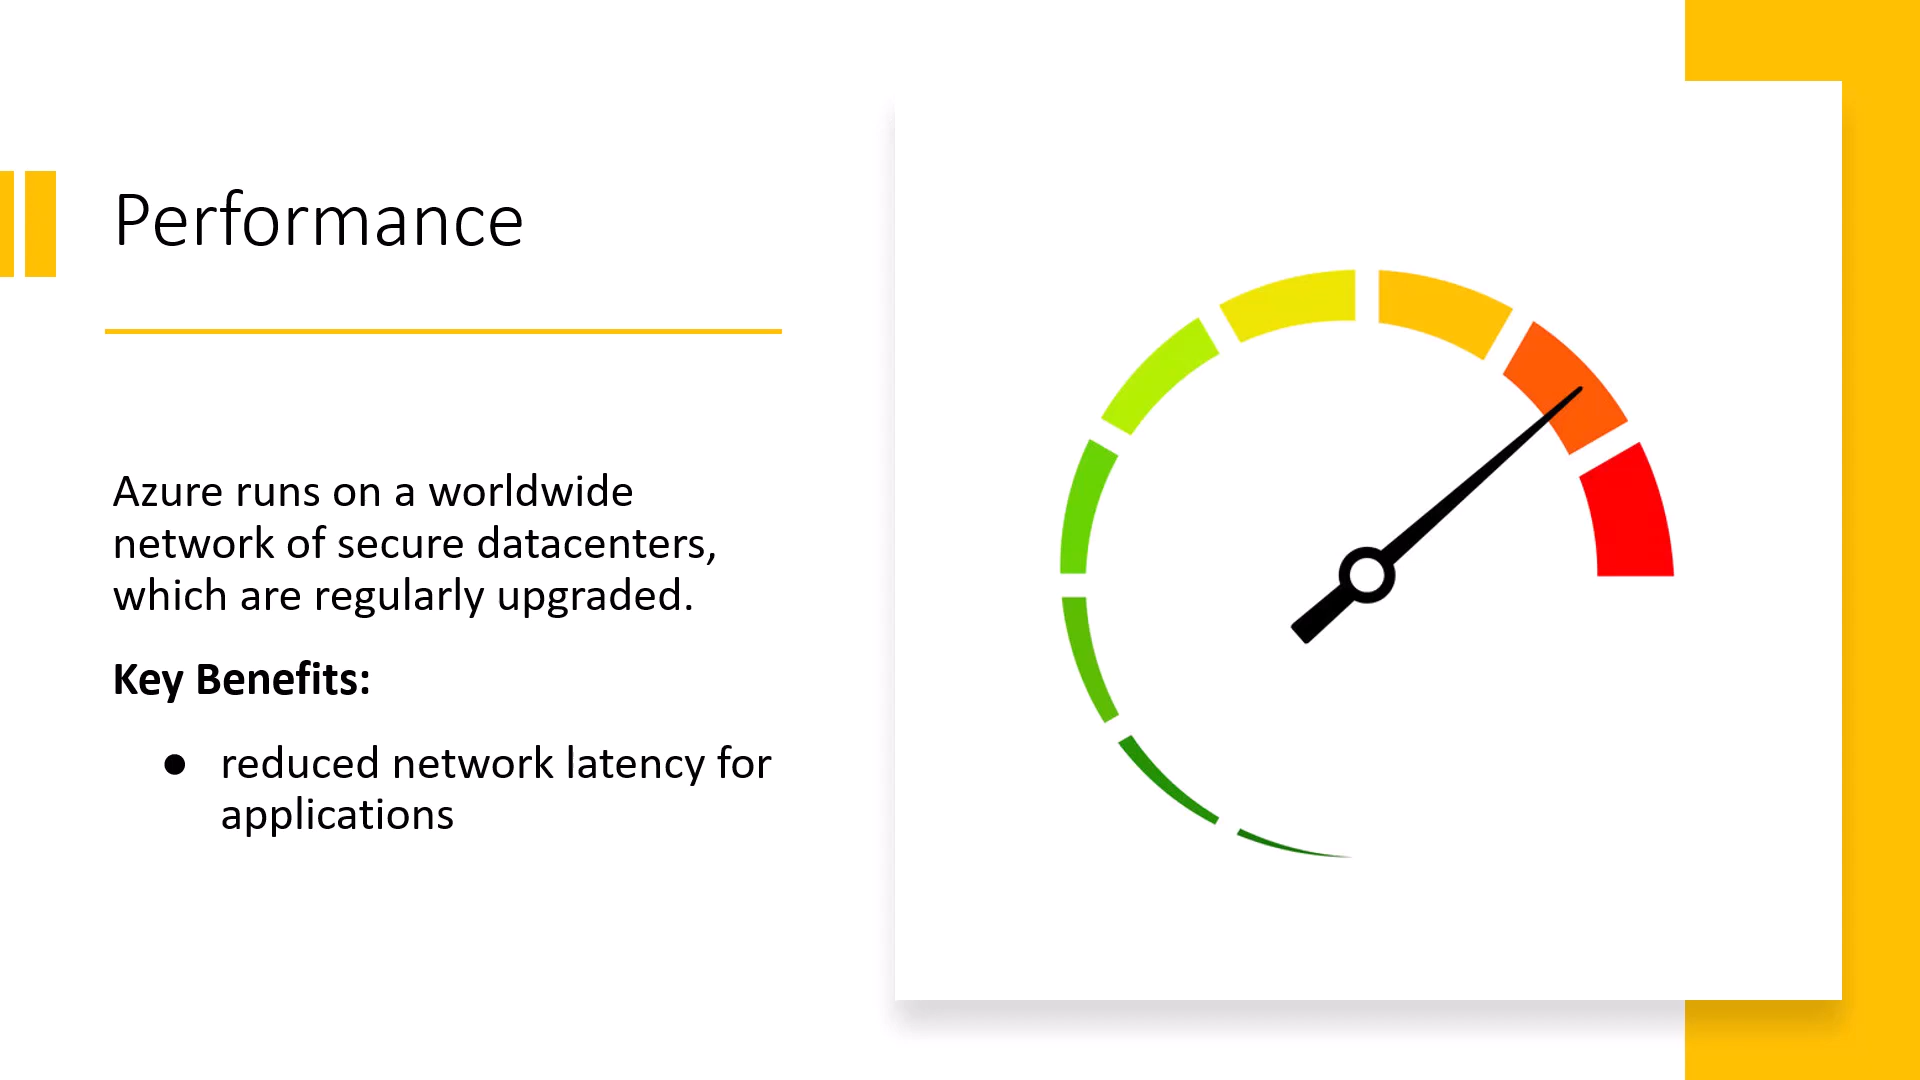 Performance
Azure runs on a worldwide
network of secure datacenters,
which are regularly upgraded.
Key Benefits:
● reduced network latency for
applications